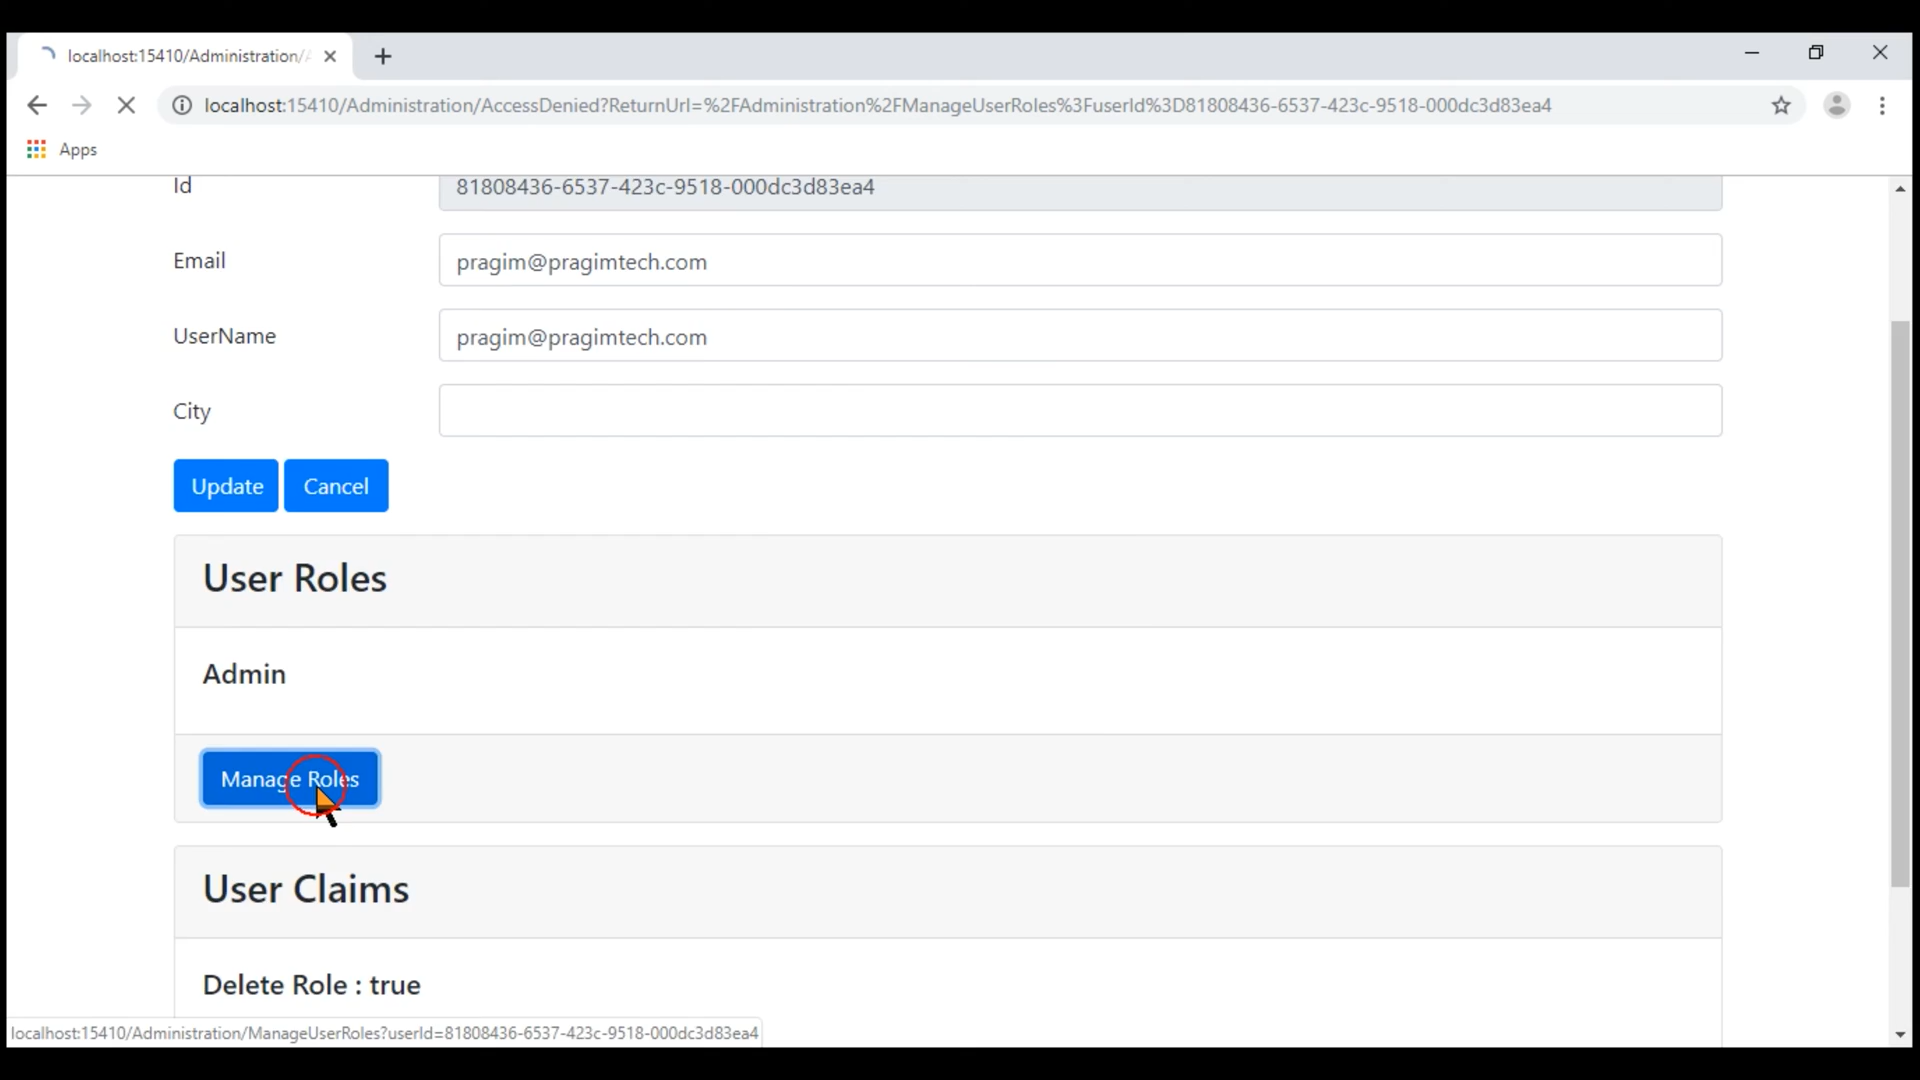 localhost:15410/Administration/A
localhost:15410/Administration/AccessDenied?ReturnUrl=%2FAdministration%2FManageUserRoles%3FuserId%3D81808436-6537-423c-9518-000dc3d83ea4
Apps
Id 81808436-6537-423c-9518-000dc3d83ea4
Email pragim@pragimtech.com
UserName pragim@pragimtech.com
City
Update Cancel
User Roles
Admin
Manage Roles
User Claims
Delete Role : true
localhost:15410/Administration/ManageUserRoles?userId=81808436-6537-423c-9518-000dc3d83ea4